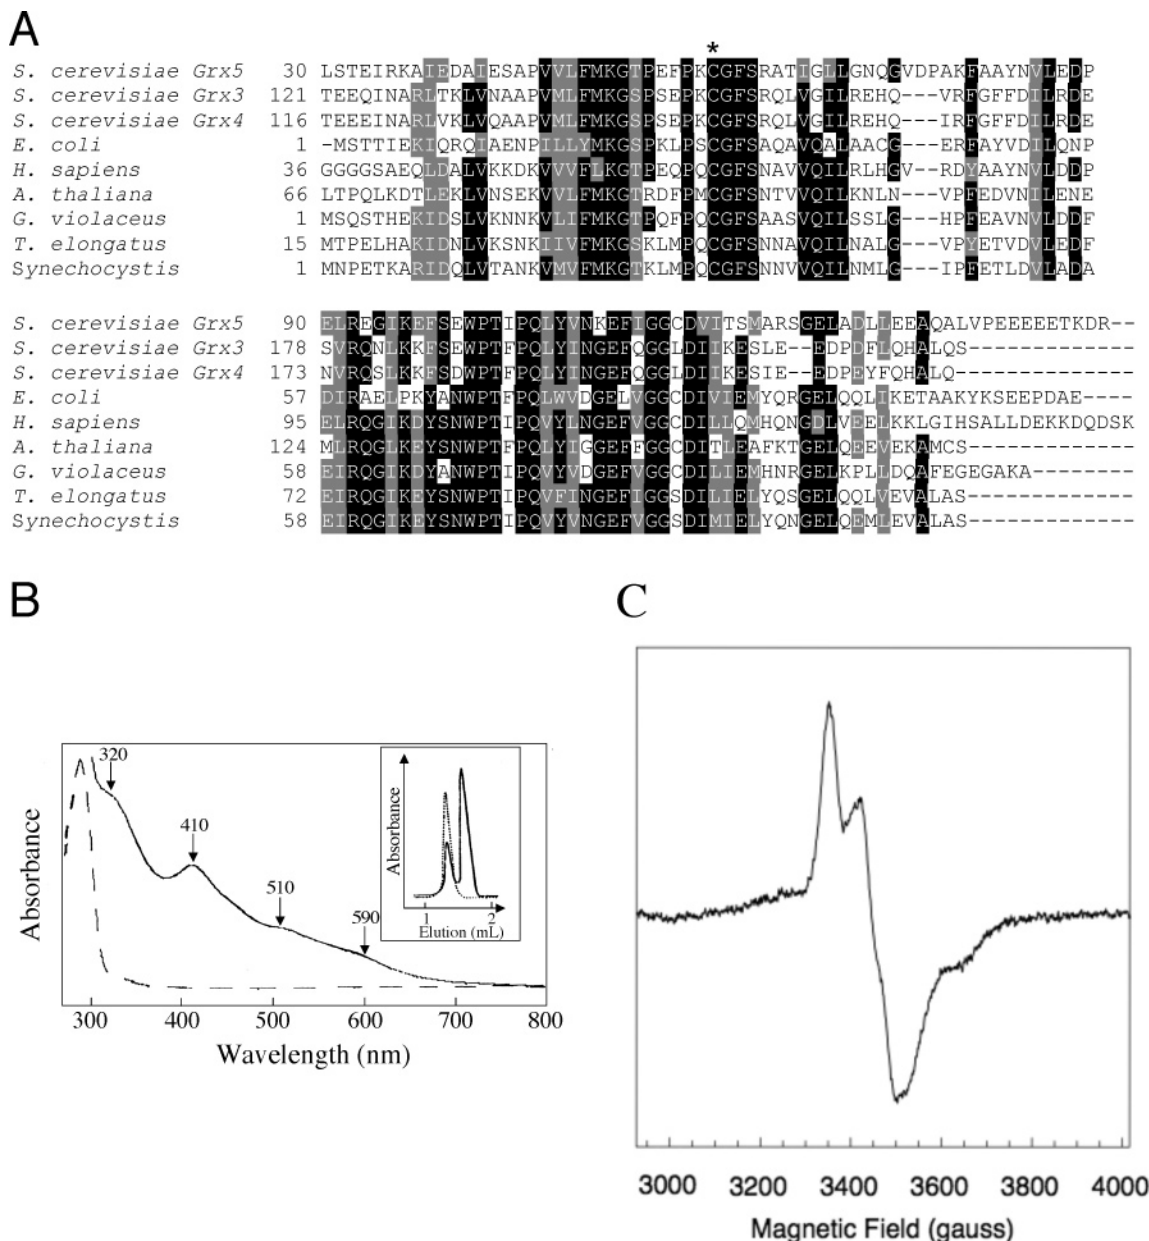 A
*
S. cerevisiae Grx5 30 LSTEIRKAIEDAIESAPVVLFMKGTPEFPKCGFSRATIGLLGNQGVDPAKFAAYNVLEDP
S. cerevisiae Grx3 121 TEEQINARLTKLVNAAPVMLFMKGSPSEPKCGFSRQLVGILREHQ---VRFGFFDILRDE
S. cerevisiae Grx4 116 TEEEINARLVKLVQAAPVMLFMKGSPSEPKCGFSRQLVGILREHQ---IRFGFFDILRDE
E. coli 1 -MSTTIEKIQRQIAENPILLYMKGSPKLPSCGFSAQAVQALAACG---ERFAYVDILQNP
H. sapiens 36 GGGGSAEQLDALVKKDKVVVFLKGTPEQPQCGFSNAVVQILRLHGV--RDYAAYNVLDDP
A. thaliana 66 LTPQLKDTLEKLVNSEKVVLFMKGTRDFPMCGFSNTVVQILKNLN---VPFEDVNILENE
G. violaceus 1 MSQSTHEKIDSLVKNNKVLIFMKGTPQFPQCGFSAASVQILSSLG---HPFEAVNVLDDF
T. elongatus 15 MTPELHAKIDNLVKSNKIIVFMKGSKLMPQCGFSNNAVQILNALG---VPYETVDVLEDF
Synechocystis 1 MNPETKARIDQLVTANKVMVFMKGTKLMPQCGFSNNVVQILNMLG---IPFETLDVLADA
S. cerevisiae Grx5 90 ELREGIKEFSEWPTIPQLYVNKEFIGGCDVITSMARSGELADLLEEAQALVPEEEEETKDR--
S. cerevisiae Grx3 178 SVRQNLKKFSEWPTFPQLYINGEFQGGLDIIKESLE--EDPDFLQHALQS-------------
S. cerevisiae Grx4 173 NVRQSLKKFSDWPTFPQLYINGEFQGGLDIIKESIE--EDPEYFQHALQ--------------
E. coli 57 DIRAELPKYANWPTFPQLWVDGELVGGCDIVIEMYQRGELQQLIKETAAKYKSEEPDAE----
H. sapiens 95 ELRQGIKDYSNWPTIPQVYLNGEFVGGCDILLQMHQNGDLVEELKKLGIHSALLDEKKDQDSK
A. thaliana 124 MLRQGLKEYSNWPTFPQLYIGGEFFGGCDITLEAFKTGELQEEVEKAMCS-------------
G. violaceus 58 EIRQGIKDYANWPTIPQVYVDGEFVGGCDILIEMHNRGELKPLLDQAFEGEGAKA--------
T. elongatus 72 EIRQGIKEYSNWPTIPQVFINGEFIGGSDILIELYQSGELQQLVEVALAS-------------
Synechocystis 58 EIRQGIKEYSNWPTIPQVYVNGEFVGGSDIMIELYQNGELQEMLEVALAS-------------
B
320
410
510
590
Absorbance
Absorbance
1 2
Elution (mL)
300 400 500 600 700 800
Wavelength (nm)
C
3000 3200 3400 3600 3800 4000
Magnetic Field (gauss)